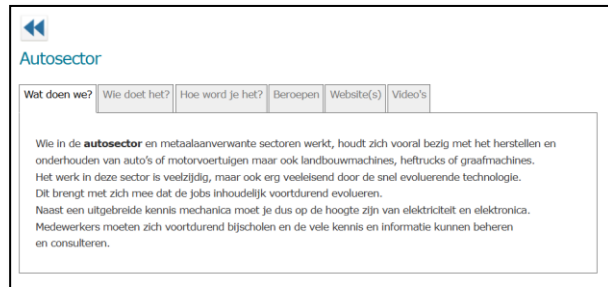 Autosector
Wat doen we? Wie doet het? Hoe word je het? Beroepen Website(s) Video's
Wie in de autosector en metaalaanverwante sectoren werkt, houdt zich vooral bezig met het herstellen en
onderhouden van auto's of motorvoertuigen maar ook landbouwmachines, heftrucks of graafmachines.
Het werk in deze sector is veelzijdig, maar ook erg veeleisend door de snel evoluerende technologie.
Dit brengt met zich mee dat de jobs inhoudelijk voortdurend evolueren.
Naast een uitgebreide kennis mechanica moet je dus op de hoogte zijn van elektriciteit en elektronica.
Medewerkers moeten zich voortdurend bijscholen en de vele kennis en informatie kunnen beheren
en consulteren.